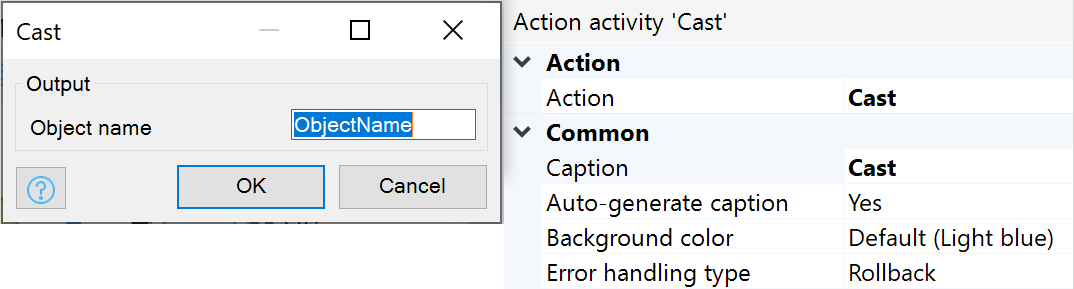 Cast
Output
Object name ObjectName
OK Cancel
Action activity 'Cast'
Action
Action Cast
Common
Caption Cast
Auto-generate caption Yes
Background color Default (Light blue)
Error handling type Rollback